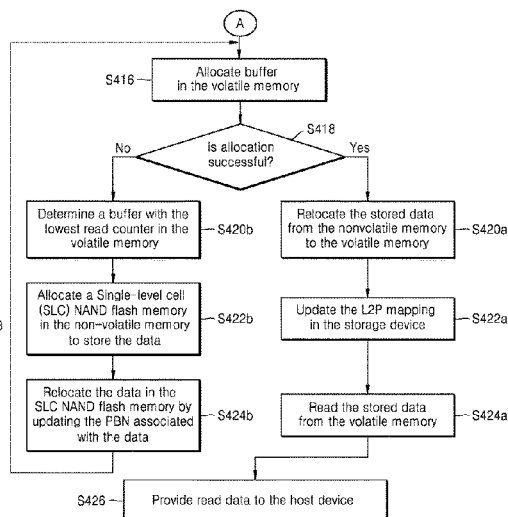 A
Allocate buffer
in the volatile memory
S416
S418
Is allocation
successful?
No
Yes
Determine a buffer with the
lowest read counter in the
volatile memory
S420b
Relocate the stored data
from the nonvolatile memory
to the volatile memory
S420a
Allocate a Single-level cell
(SLC) NAND flash memory
in the non-volatile memory
to store the data
S422b
Update the L2P mapping
in the storage device
S422a
Relocate the data in the
SLC NAND flash memory by
updating the PBN associated
with the data
S424b
Read the stored data
from the volatile memory
S424a
S426
Provide read data to the host device